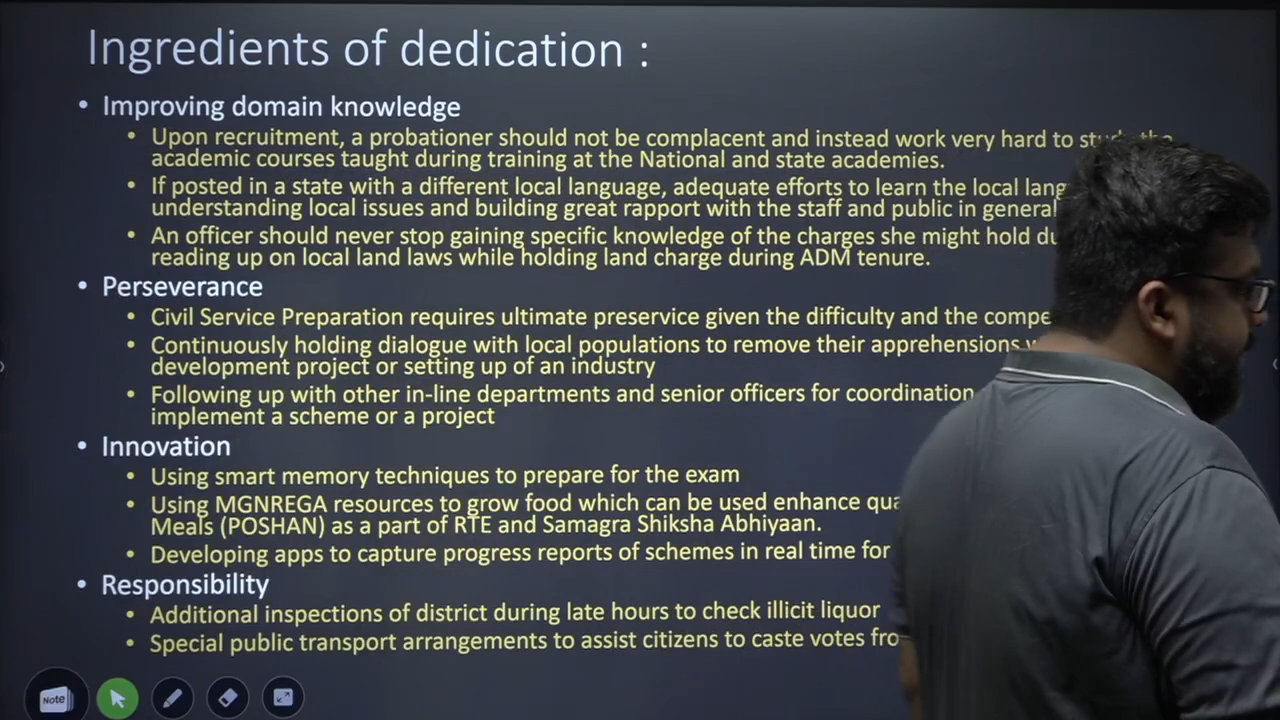 Ingredients of dedication :
• Improving domain knowledge
• Upon recruitment, a probationer should not be complacent and instead work very hard to study the
academic courses taught during training at the National and state academies.
• If posted in a state with a different local language, adequate efforts to learn the local
understanding local issues and building great rapport with the staff and public in general
• An officer should never stop gaining specific knowledge of the charges she might hold
reading up on local land laws while holding land charge during ADM tenure.
• Perseverance
• Civil Service Preparation requires ultimate preservice given the difficulty and the
• Continuously holding dialogue with local populations to remove their apprehensions
development project or setting up of an industry
• Following up with other in-line departments and senior officers for coordination
implement a scheme or a project
• Innovation
• Using smart memory techniques to prepare for the exam
• Using MGNREGA resources to grow food which can be used enhance
Meals (POSHAN) as a part of RTE and Samagra Shiksha Abhiyaan.
• Developing apps to capture progress reports of schemes in real time for
• Responsibility
• Additional inspections of district during late hours to check illicit liquor
• Special public transport arrangements to assist citizens to caste votes
Note